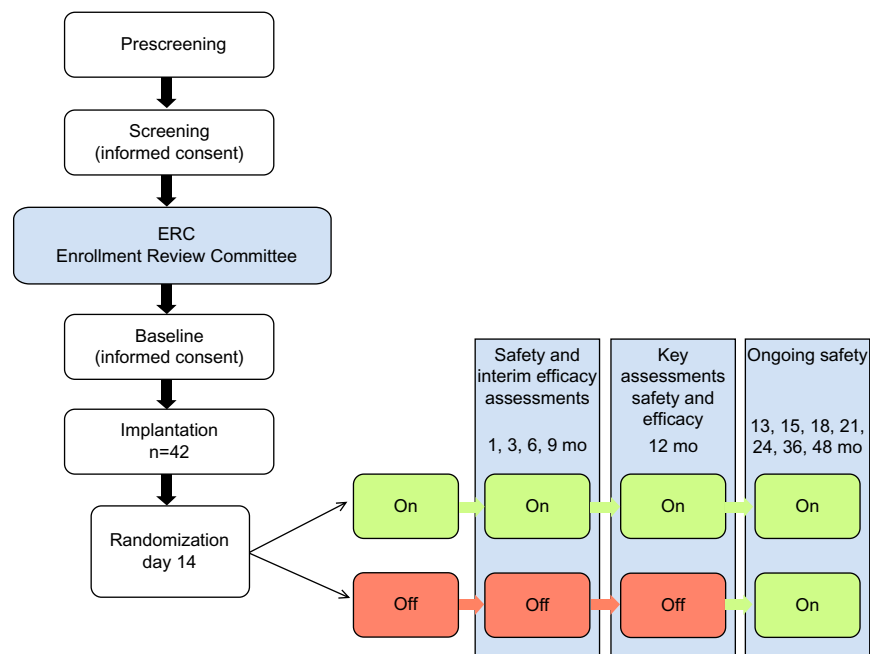 Prescreening
Screening
(informed consent)
ERC
Enrollment Review Committee
Baseline
(informed consent)
Implantation
n=42
Randomization
day 14
Safety and
interim efficacy
assessments
1, 3, 6, 9 mo
Key
assessments
safety and
efficacy
12 mo
Ongoing safety
13, 15, 18, 21,
24, 36, 48 mo
On
On
On
On
Off
Off
Off
On